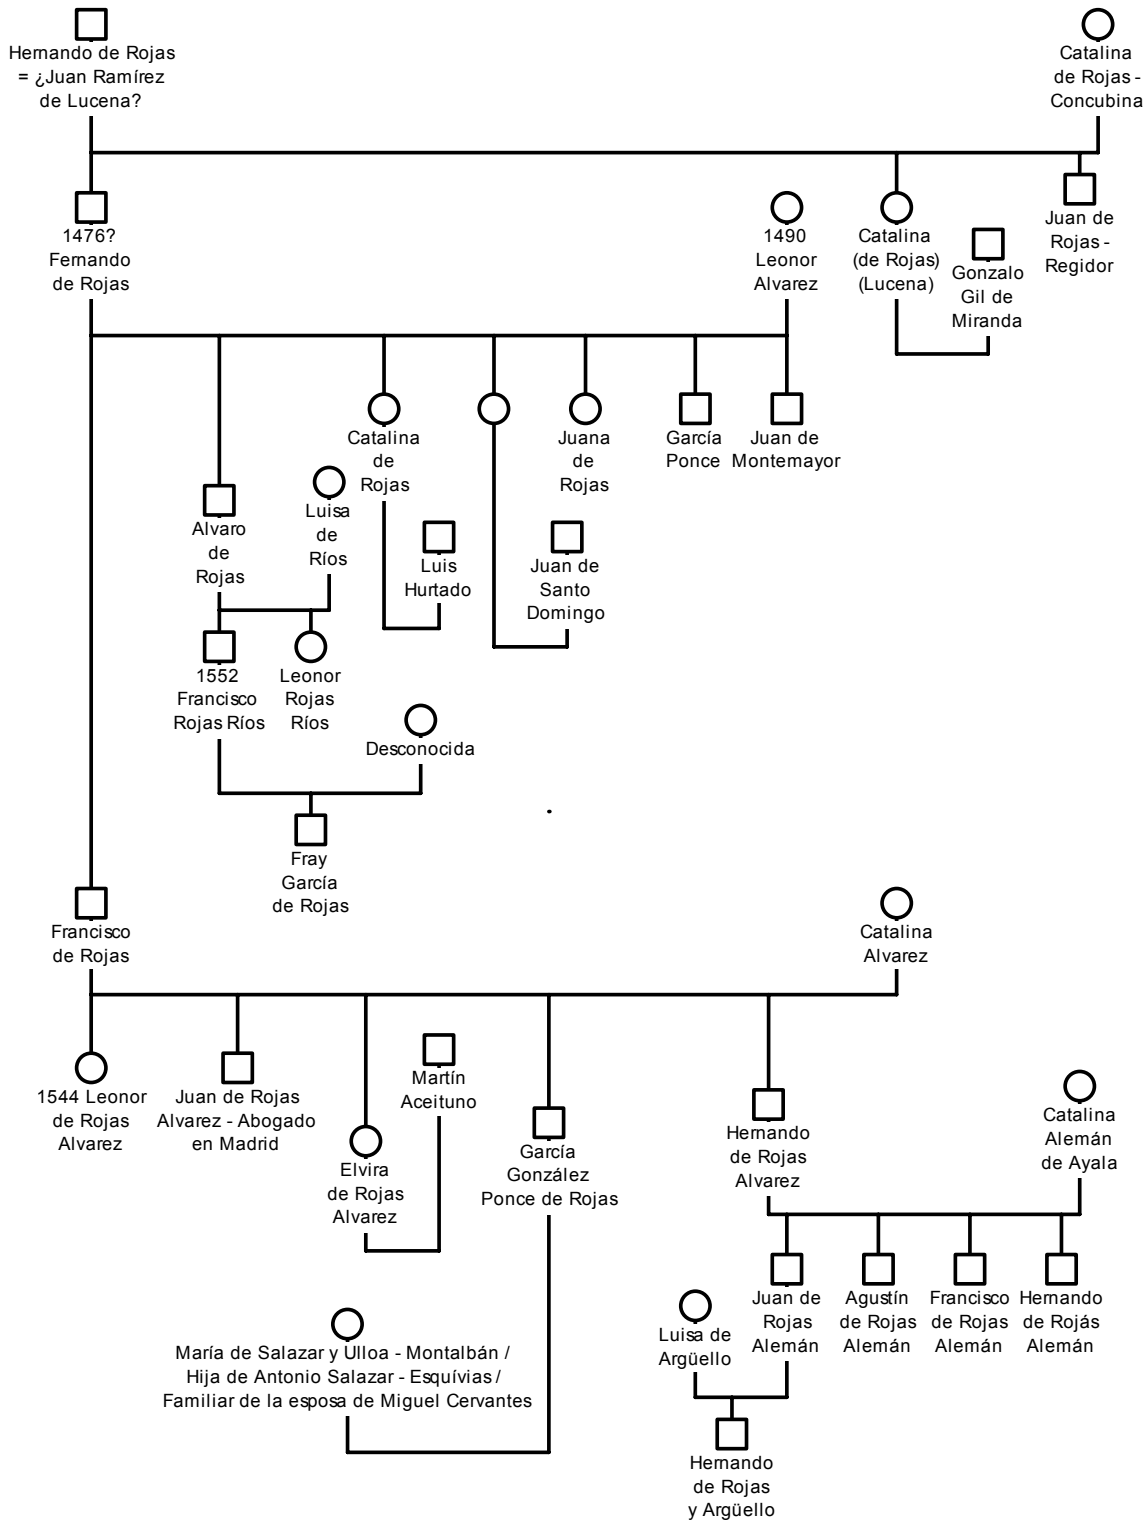 Hernando de Rojas
= ¿Juan Ramírez
de Lucena?
Catalina
de Rojas -
Concubina
1476?
Fernando
de Rojas
1490
Leonor
Alvarez
Catalina
(de Rojas)
(Lucena)
Gonzalo
Gil de
Miranda
Juan de
Rojas -
Regidor
Catalina
de
Rojas
Juana
de
Rojas
García
Ponce
Juan de
Montemayor
Alvaro
de
Rojas
Luisa
de
Ríos
Luis
Hurtado
Juan de
Santo
Domingo
1552
Francisco
Rojas Ríos
Leonor
Rojas
Ríos
Desconocida
Fray
García
de Rojas
Francisco
de Rojas
Catalina
Alvarez
1544 Leonor
de Rojas
Alvarez
Juan de Rojas
Alvarez - Abogado
en Madrid
Elvira
de Rojas
Alvarez
Martín
Aceituno
García
González
Ponce de Rojas
Hernando
de Rojas
Alvarez
Catalina
Alemán
de Ayala
María de Salazar y Ulloa - Montalbán /
Hija de Antonio Salazar - Esquívias /
Familiar de la esposa de Miguel Cervantes
Luisa de
Argüello
Juan de
Rojas
Alemán
Agustín
de Rojas
Alemán
Francisco
de Rojas
Alemán
Hernando
de Rojás
Alemán
Hernando
de Rojas
y Argüello